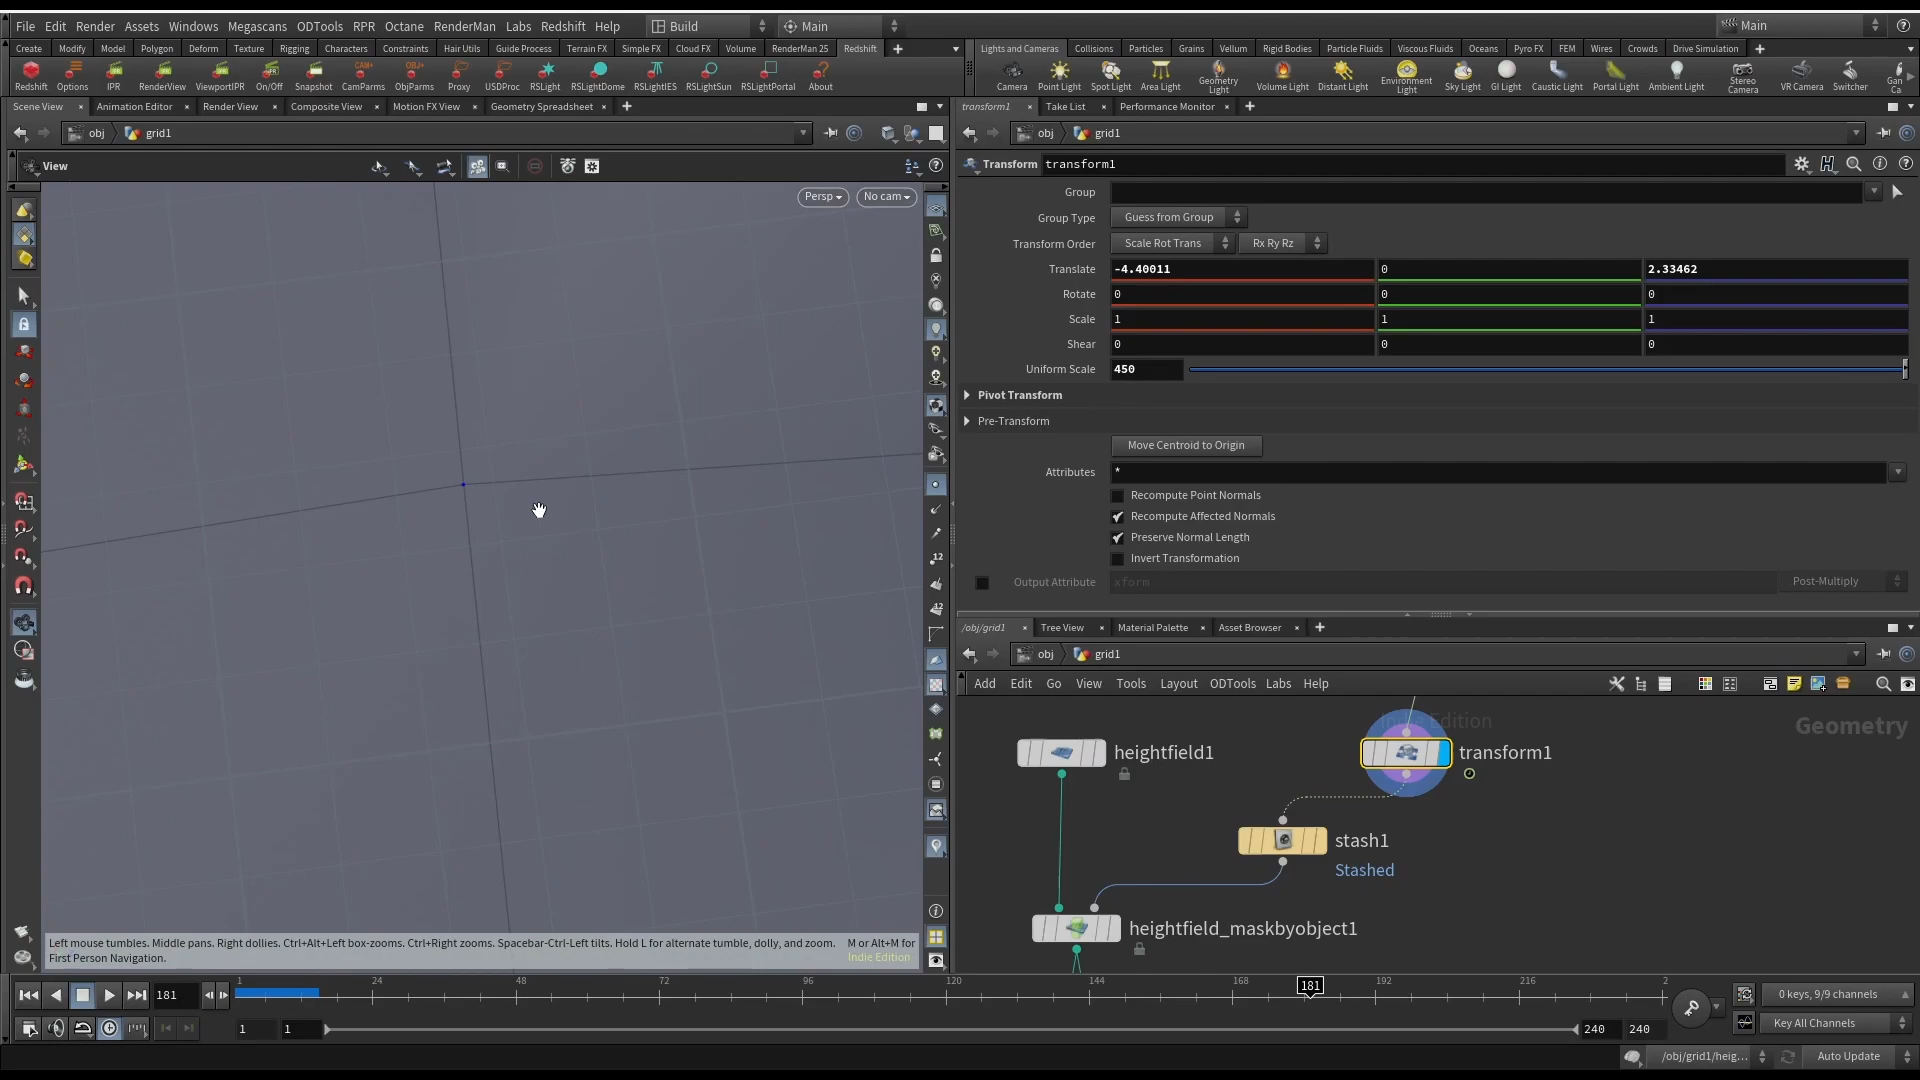 File Edit Render Assets Windows Megascans ODTools RPR Octane RenderMan Labs Redshift Help Build Main Main
Create Modify Model Polygon Deform Texture Rigging Characters Constraints Hair Utils Guide Process Terrain FX Simple FX Cloud FX Volume RenderMan 25 Redshift
Lights and Cameras Collisions Particles Grains Vellum Rigid Bodies Particle Fluids Viscous Fluids Oceans Pyro FX FEM Wires Crowds Drive Simulation
Redshift Options IPR RenderView ViewportIPR On/Off Snapshot CamParms ObjParms Proxy USDProc RSLight RSLightDome RSLightIES RSLightSun RSLightPortal About
Camera Point Light Spot Light Area Light Geometry Light Volume Light Distant Light Environment Light Sky Light GI Light Caustic Light Portal Light Ambient Light Stereo Camera VR Camera Switcher Gan Ca
Scene View Animation Editor Render View Composite View Motion FX View Geometry Spreadsheet
transform1 Take List Performance Monitor
obj grid1
obj grid1
View
Persp No cam
Transform transform1
Group
Group Type Guess from Group
Transform Order Scale Rot Trans Rx Ry Rz
Translate -4.40011 0 2.33462
Rotate 0 0 0
Scale 1 1 1
Shear 0 0 0
Uniform Scale 450
Pivot Transform
Pre-Transform
Move Centroid to Origin
Attributes *
Recompute Point Normals
Recompute Affected Normals
Preserve Normal Length
Invert Transformation
Output Attribute xform Post-Multiply
/obj/grid1 Tree View Material Palette Asset Browser
obj grid1
Add Edit Go View Tools Layout ODTools Labs Help
Indie Edition
Geometry
heightfield1
transform1
stash1
Stashed
heightfield_maskbyobject1
Left mouse tumbles. Middle pans. Right dollies. Ctrl+Alt+Left box-zooms. Ctrl+Right zooms. Spacebar-Ctrl-Left tilts. Hold L for alternate tumble, dolly, and zoom. M or Alt+M for
First Person Navigation. Indie Edition
181 1 24 48 72 96 120 144 168 181 192 216 2
0 keys, 9/9 channels
1 1 240 240
Key All Channels
/obj/grid1/heig... Auto Update